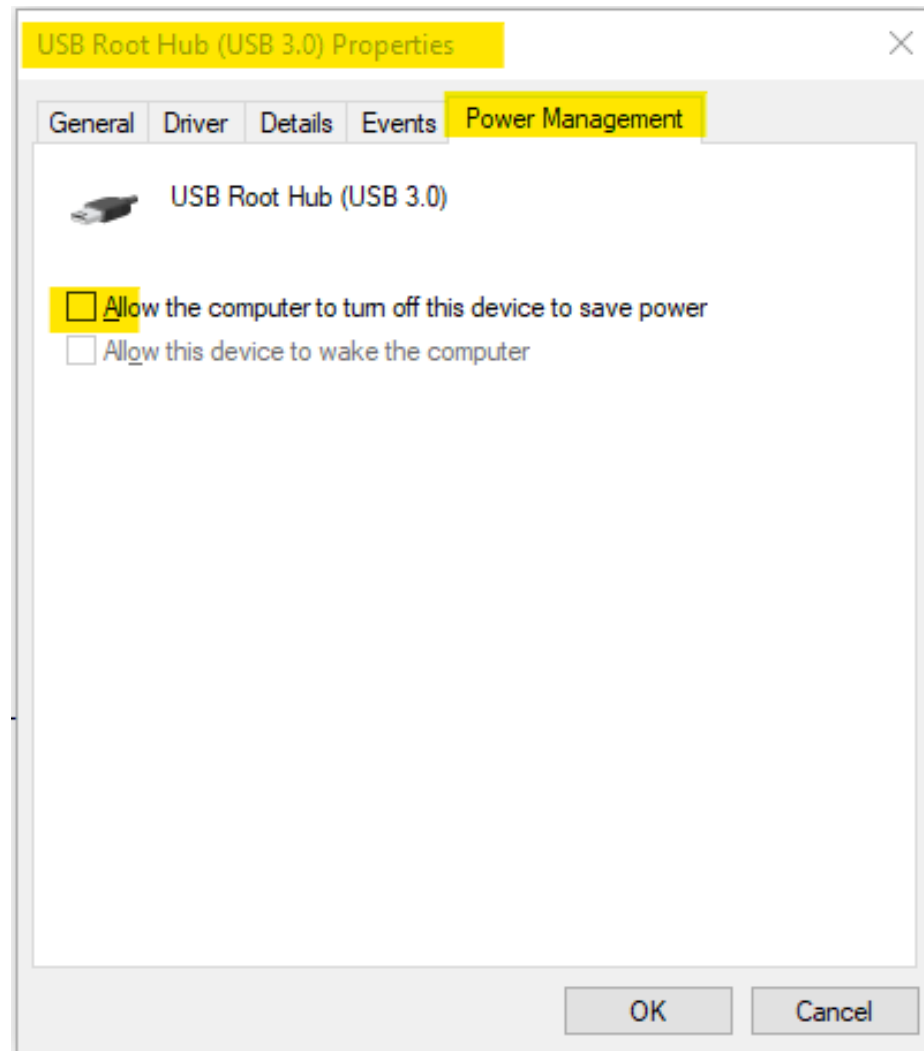 USB Root Hub (USB 3.0) Properties
General Driver Details Events Power Management
USB Root Hub (USB 3.0)
Allow the computer to turn off this device to save power
Allow this device to wake the computer
OK Cancel